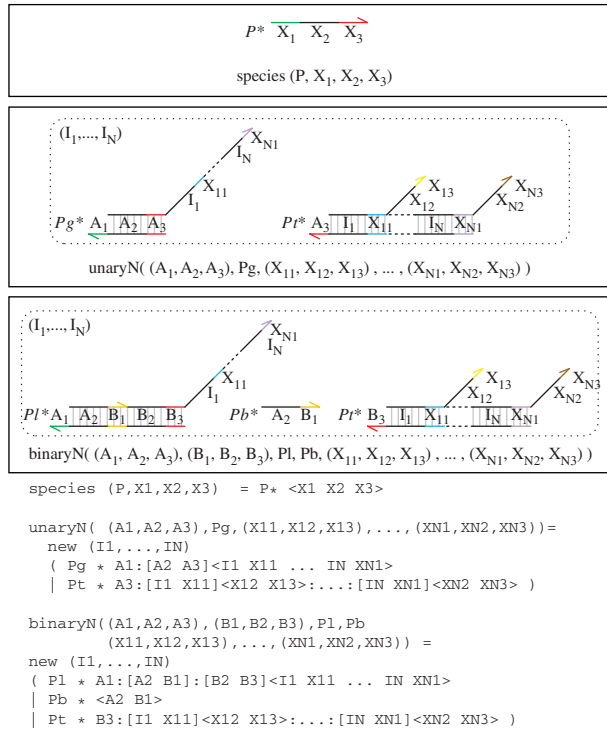 P* X1 X2 X3
species (P, X1, X2, X3)
(I1,...,IN)
XN1
IN
X11
I1
X13
X12
XN3
XN2
Pg* A1 A2 A3
Pt* A3 I1 X11 IN XN1
unaryN( (A1, A2, A3), Pg, (X11, X12, X13) , ... , (XN1, XN2, XN3) )
(I1,...,IN)
XN1
IN
X11
I1
X13
X12
XN3
XN2
Pl* A1 A2 B1 B2 B3
Pb* A2 B1
Pt* B3 I1 X11 IN XN1
binaryN( (A1, A2, A3), (B1, B2, B3), Pl, Pb, (X11, X12, X13) , ... , (XN1, XN2, XN3) )
species (P,X1,X2,X3)  = P* <X1 X2 X3>
unaryN( (A1,A2,A3),Pg,(X11,X12,X13),...,(XN1,XN2,XN3))=
new (I1,...,IN)
( Pg * A1:[A2 A3]<I1 X11 ... IN XN1>
| Pt * A3:[I1 X11]<X12 X13>:...:[IN XN1]<XN2 XN3> )
binaryN((A1,A2,A3),(B1,B2,B3),Pl,Pb
(X11,X12,X13),...,(XN1,XN2,XN3)) =
new (I1,...,IN)
( Pl * A1:[A2 B1]:[B2 B3]<I1 X11 ... IN XN1>
| Pb * <A2 B1>
| Pt * B3:[I1 X11]<X12 X13>:...:[IN XN1]<XN2 XN3> )